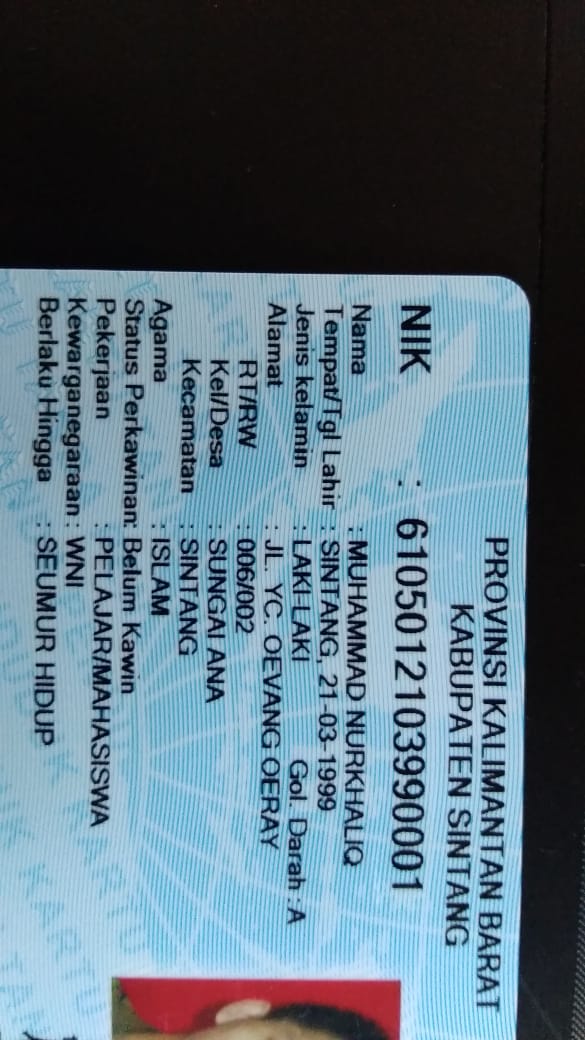 PROVINSI KALIMANTAN BARAT
KABUPATEN SINTANG
NIK : 6105012103990001
Nama : MUHAMMAD NURKHALIQ
Tempat/Tgl Lahir : SINTANG, 21-03-1999
Jenis kelamin : LAKI-LAKI Gol. Darah : A
Alamat : JL. YC. OEVANG OERAY
RT/RW : 006/002
Kel/Desa : SUNGAI ANA
Kecamatan : SINTANG
Agama : ISLAM
Status Perkawinan: Belum Kawin
Pekerjaan : PELAJAR/MAHASISWA
Kewarganegaraan : WNI
Berlaku Hingga : SEUMUR HIDUP